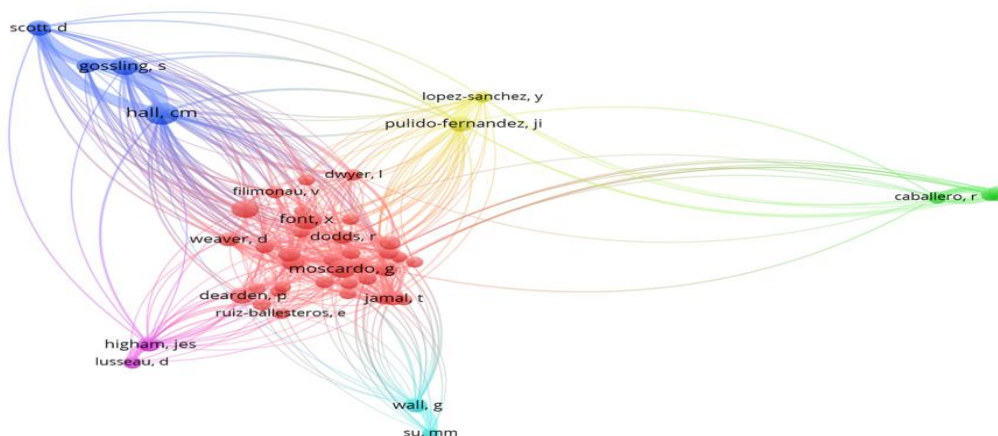 scott, d
gossling, s
hall, cm
lopez-sanchez, y
pulido-fernandez, ji
dwyer, l
filimonau, v
caballero, r
font, x
weaver, d
dodds, r
moscardo, g
dearden, p
jamal, t
ruiz-ballesteros, e
higham, jes
lusseau, d
wall, g
su, mm